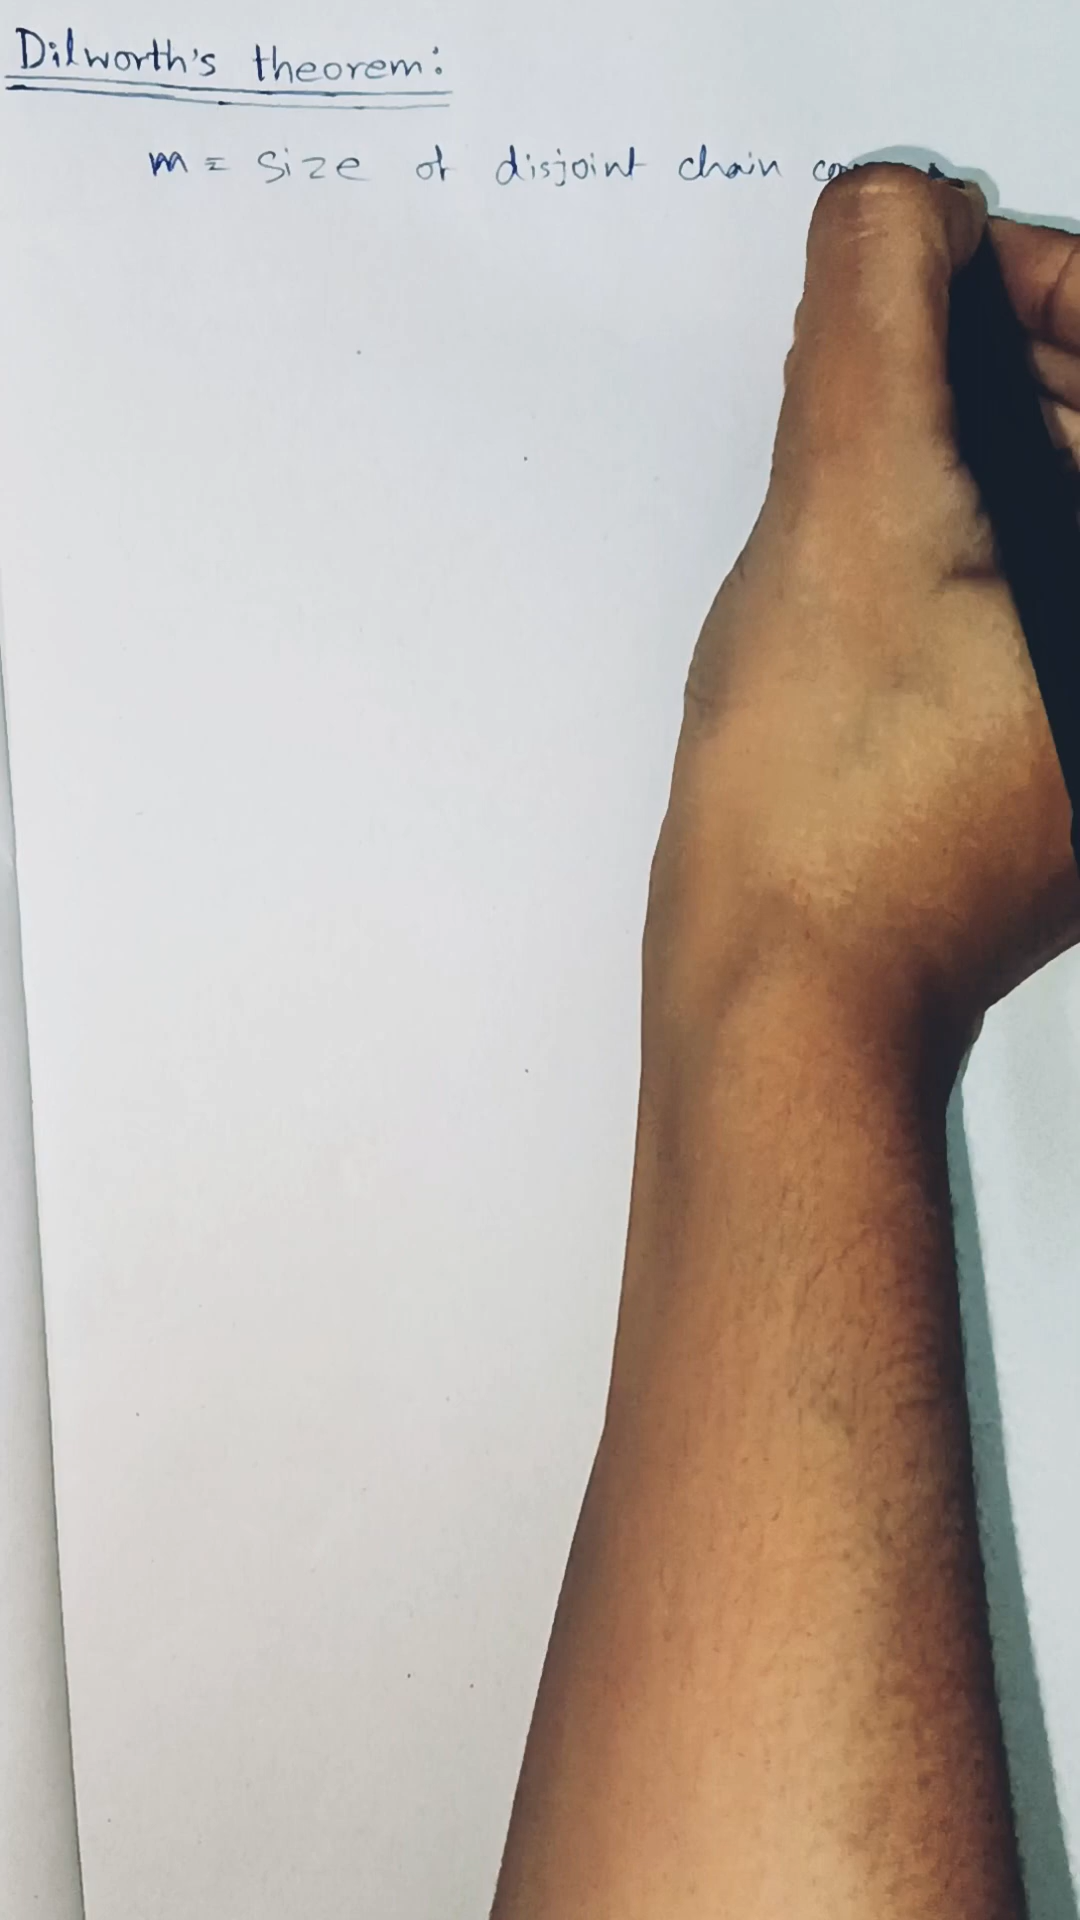 Dilworth's theorem:
m = size of disjoint chain